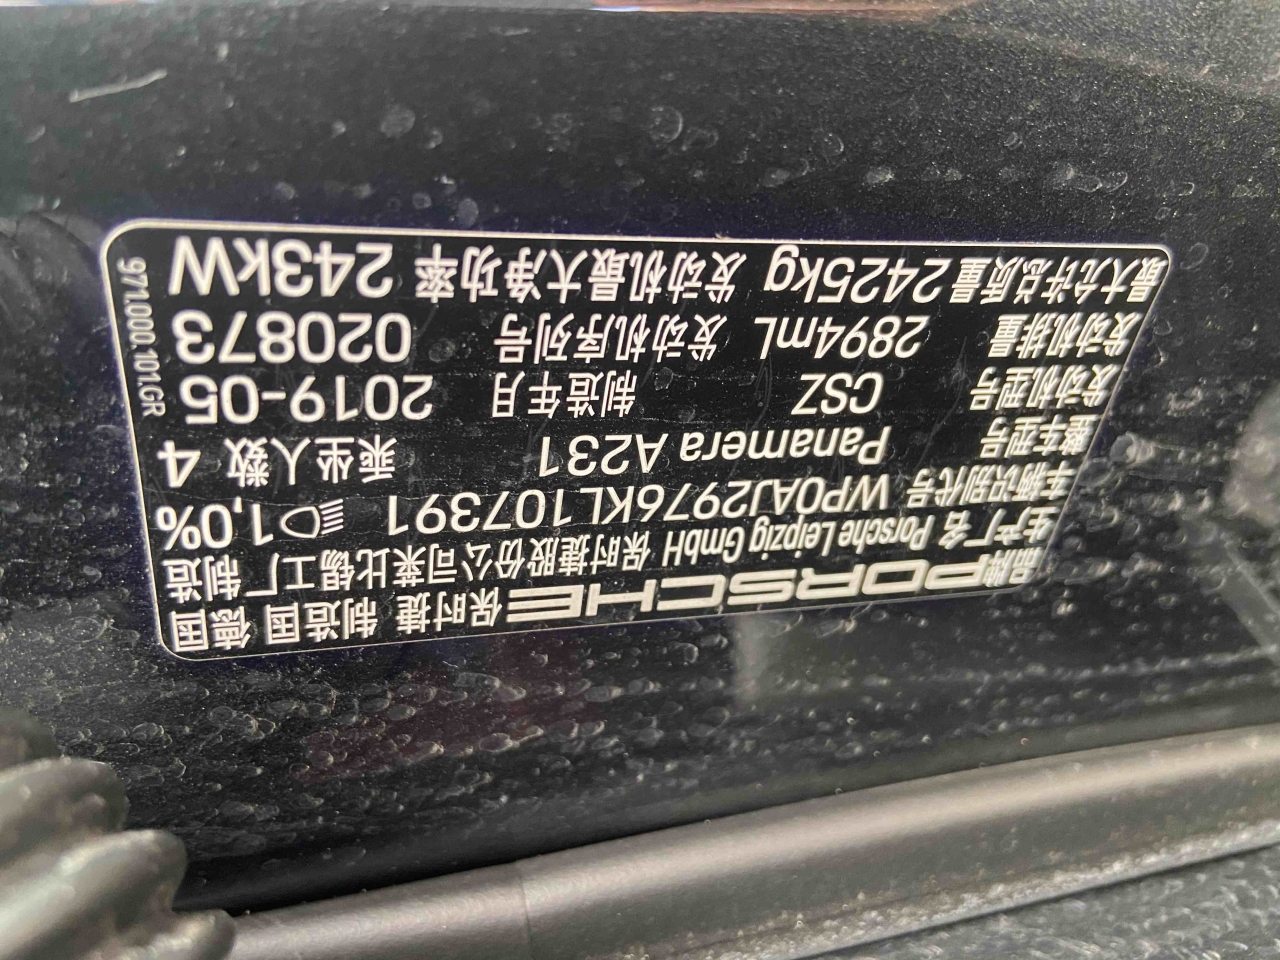 品牌 PORSCHE 保时捷 制造国 德国
生产厂名 Porsche Leipzig GmbH 保时捷股份公司莱比锡工厂 制造
车辆识别代号 WP0AJ2976KL107391 1,0%
整车型号 Panamera A231 乘坐人数 4
发动机型号 CSZ 制造年月 2019-05
发动机排量 2894mL 发动机序列号 020873
最大允许总质量 2425kg 发动机最大净功率 243kW
971.000.101.GR